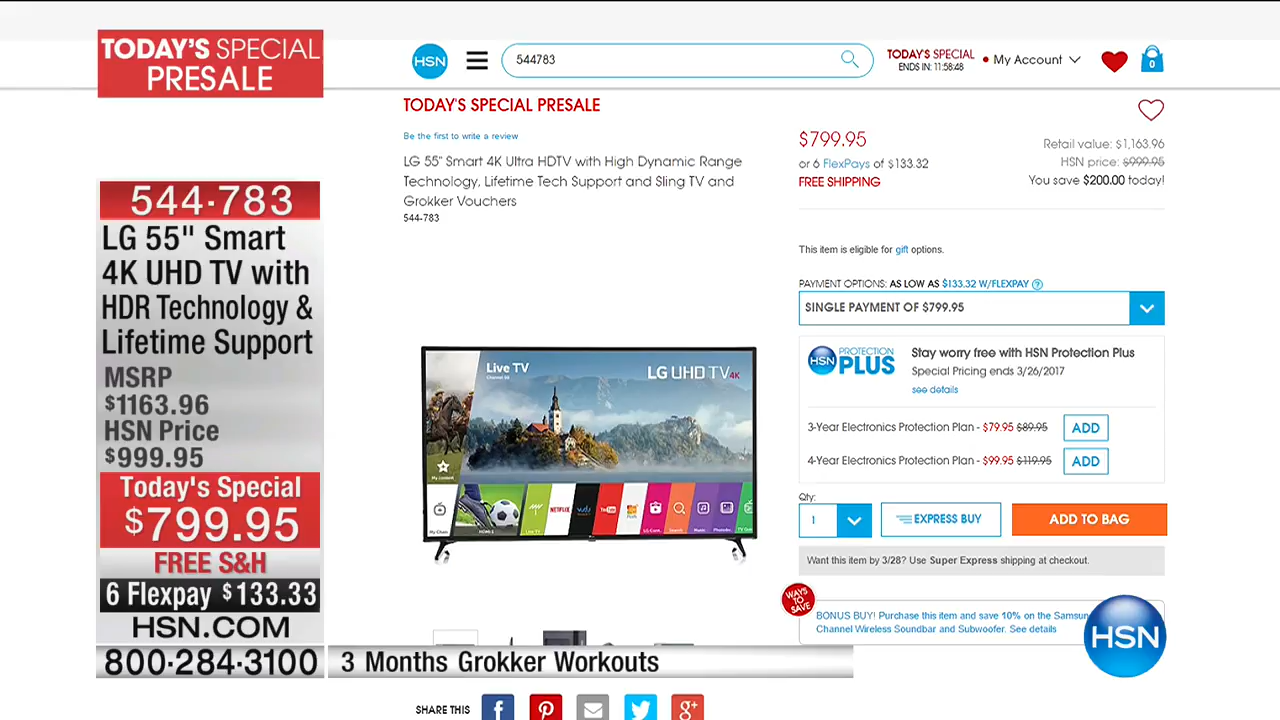 TODAY'S SPECIAL
PRESALE
544-783
LG 55" Smart
4K UHD TV with
HDR Technology &
Lifetime Support
MSRP
$1163.96
HSN Price
$999.95
Today's Special
$799.95
FREE S&H
6 Flexpay $133.33
HSN.COM
800-284-3100
3 Months Grokker Workouts
HSN
544783
TODAY'S SPECIAL
ENDS IN: 11:58:48
My Account
0
TODAY'S SPECIAL PRESALE
Be the first to write a review
LG 55" Smart 4K Ultra HDTV with High Dynamic Range
Technology, Lifetime Tech Support and Sling TV and
Grokker Vouchers
544-783
$799.95
or 6 FlexPays of $133.32
FREE SHIPPING
Retail value: $1,163.96
HSN price: $999.95
You save $200.00 today!
This item is eligible for gift options.
PAYMENT OPTIONS: AS LOW AS $133.32 W/FLEXPAY ?
SINGLE PAYMENT OF $799.95
HSN PROTECTION PLUS
Stay worry free with HSN Protection Plus
Special Pricing ends 3/26/2017
see details
3-Year Electronics Protection Plan - $79.95 $89.95 ADD
4-Year Electronics Protection Plan - $99.95 $119.95 ADD
Qty:
1
EXPRESS BUY
ADD TO BAG
Want this item by 3/28? Use Super Express shipping at checkout.
WAYS TO SAVE
BONUS BUY! Purchase this item and save 10% on the Samsun
Channel Wireless Soundbar and Subwoofer. See details
HSN
Live TV
LG UHD TV 4K
My content
NETFLIX
YouTube
Search
Music
SHARE THIS
f
g+